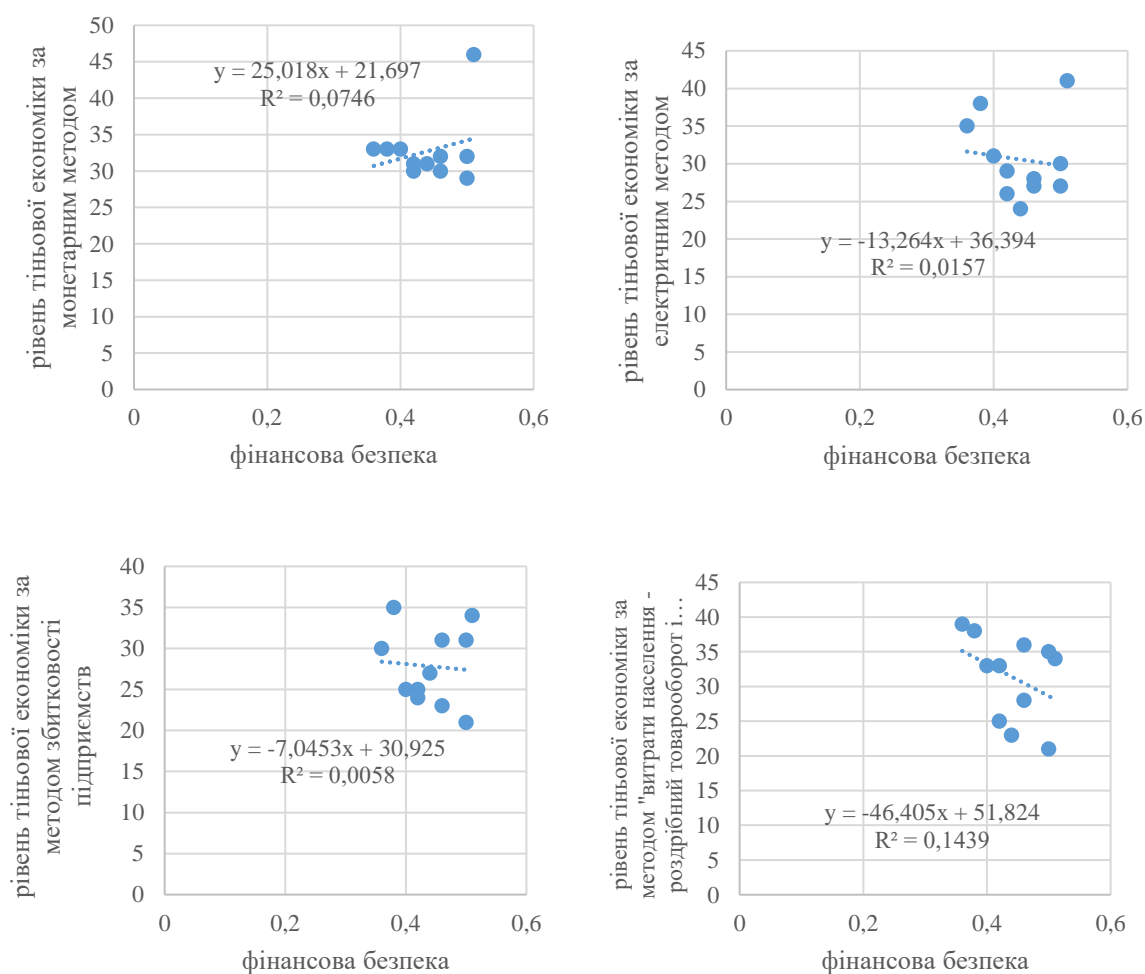 рівень тіньової економіки за
монетарним методом
50
45
40
35
30
25
20
15
10
5
0
y = 25,018x + 21,697
R² = 0,0746
0 0,2 0,4 0,6
фінансова безпека
рівень тіньової економіки за
електричним методом
45
40
35
30
25
20
15
10
5
0
y = -13,264x + 36,394
R² = 0,0157
0 0,2 0,4 0,6
фінансова безпека
рівень тіньової економіки за
методом збитковості
підприємств
40
35
30
25
20
15
10
5
0
y = -7,0453x + 30,925
R² = 0,0058
0 0,2 0,4 0,6
фінансова безпека
рівень тіньової економіки за
методом "витрати населення -
роздрібний товарооборот і…
45
40
35
30
25
20
15
10
5
0
y = -46,405x + 51,824
R² = 0,1439
0 0,2 0,4 0,6
фінансова безпека